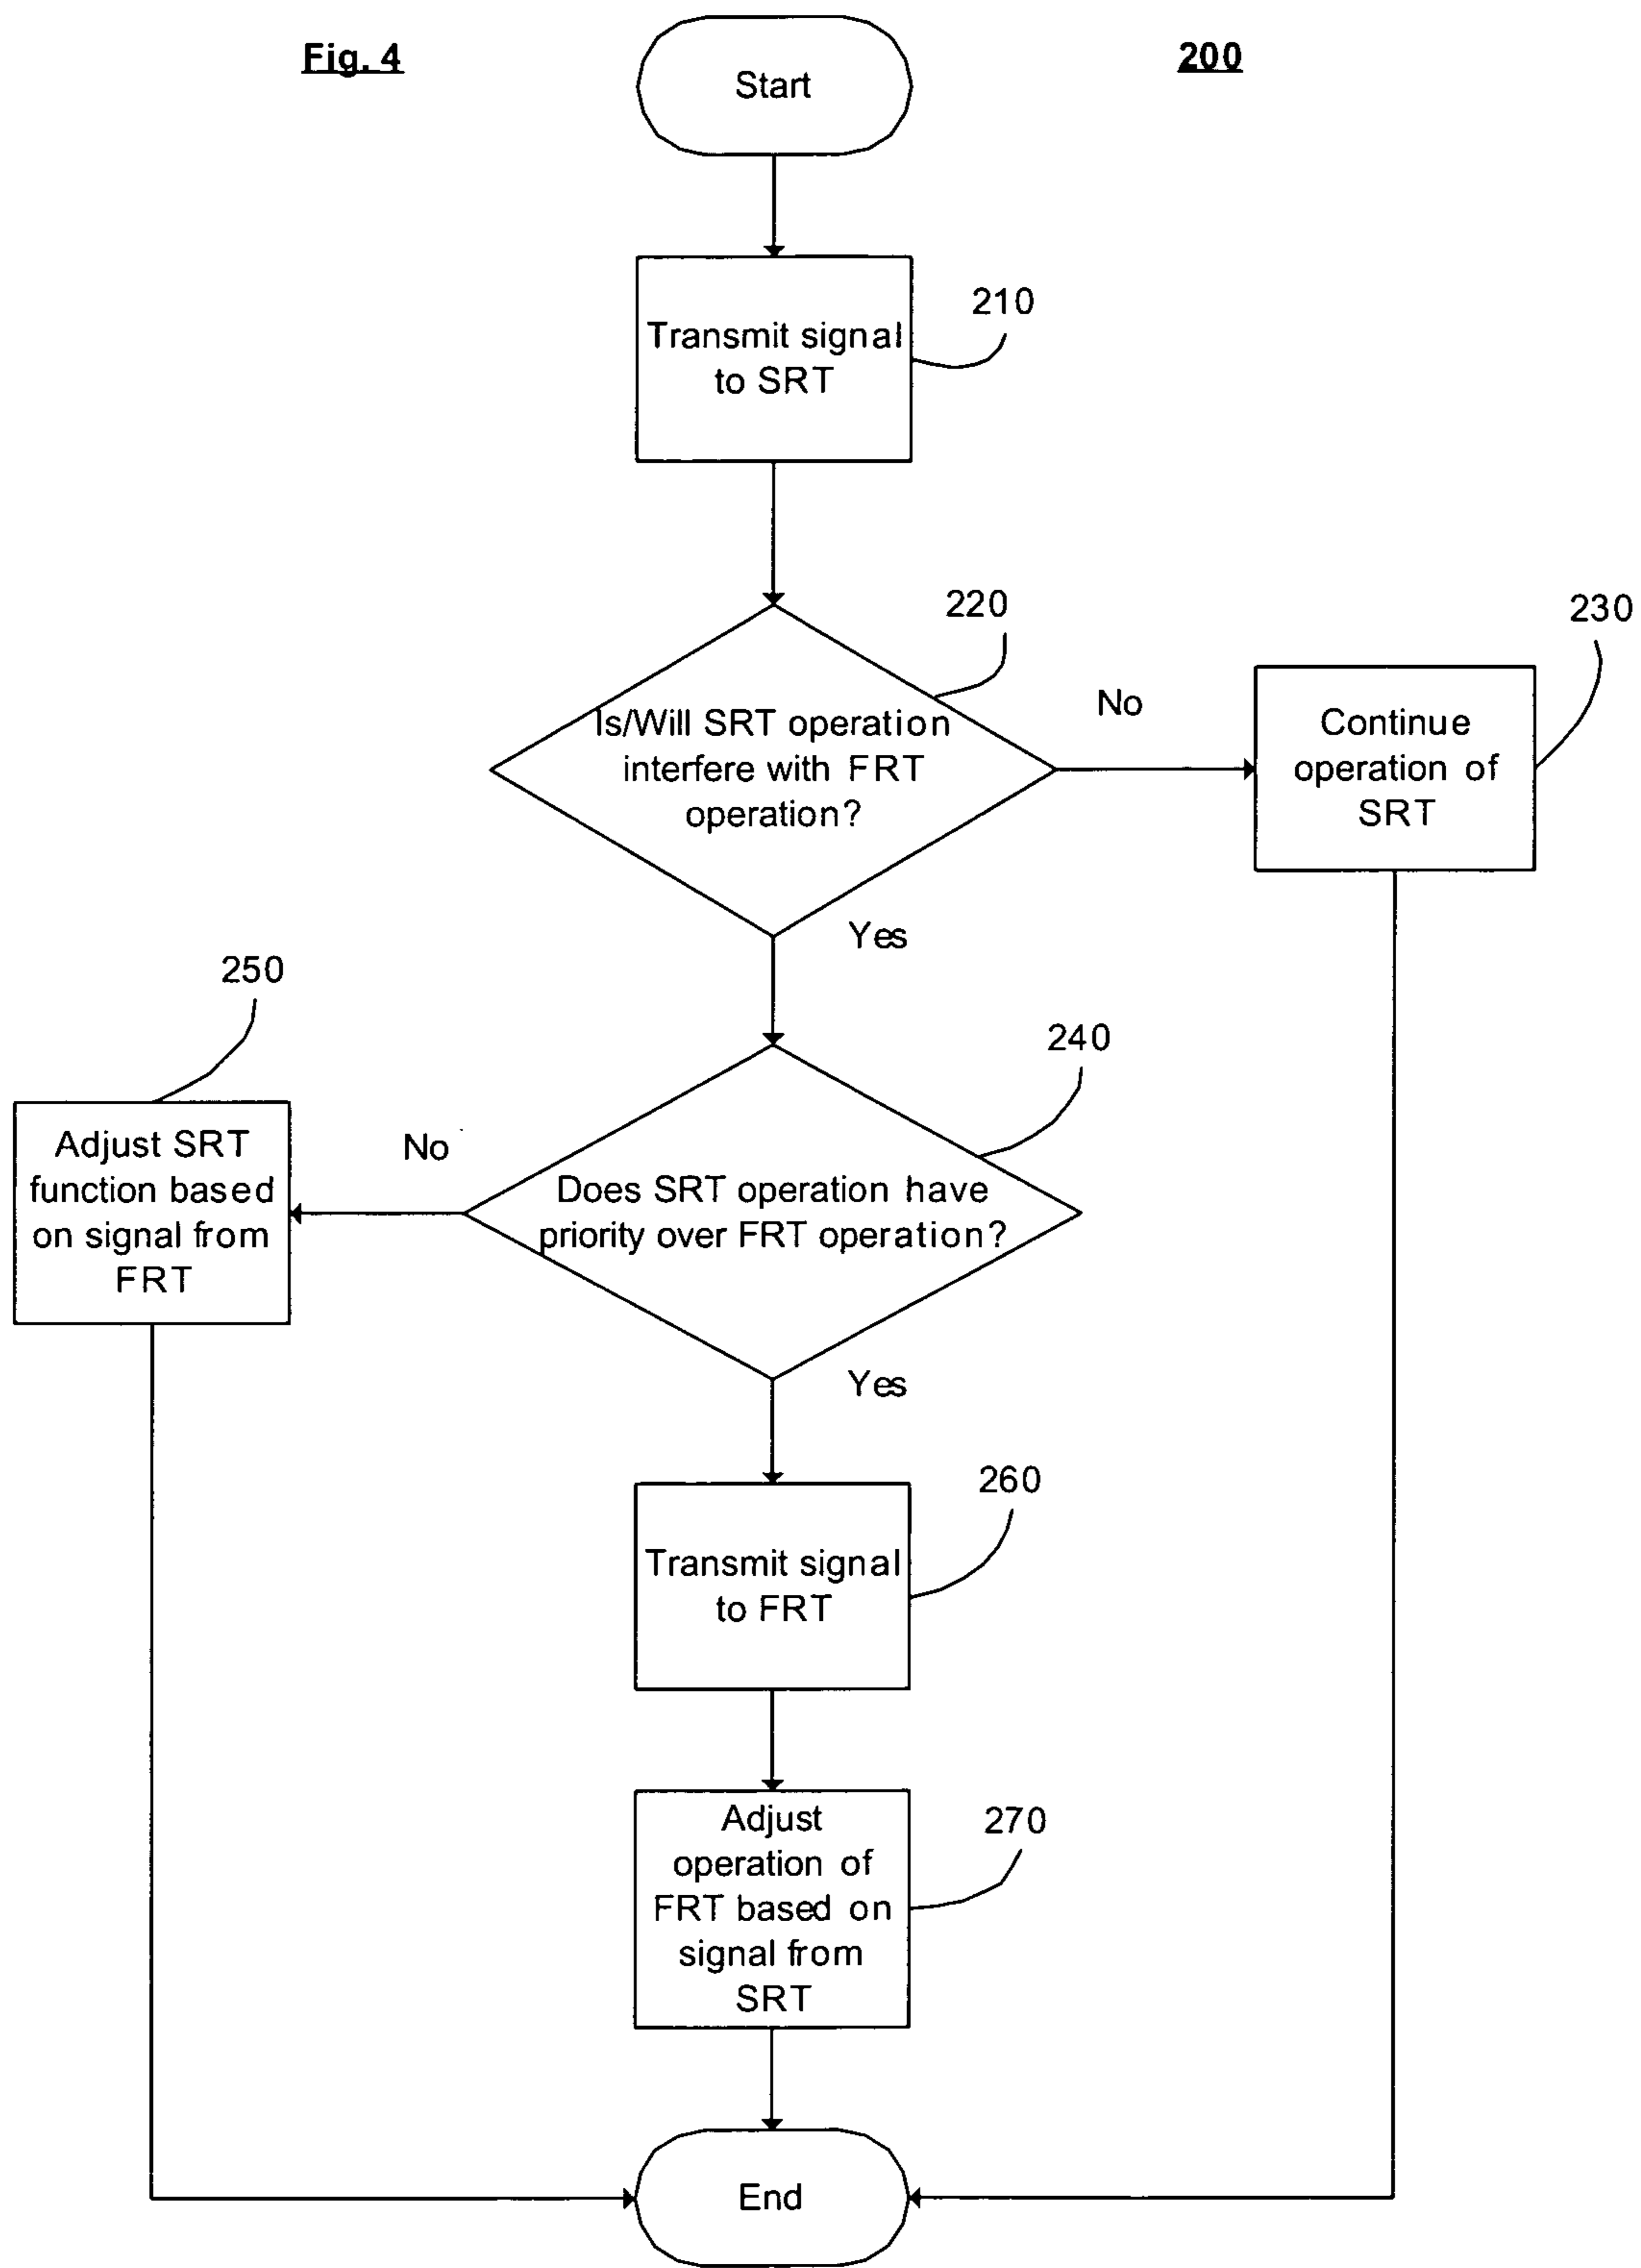 Fig. 4
200
Start
210
Transmit signal
to SRT
220
230
Is/Will SRT operation
interfere with FRT
operation?
No
Continue
operation of
SRT
Yes
250
240
Adjust SRT
function based
on signal from
FRT
No
Does SRT operation have
priority over FRT operation?
Yes
260
Transmit signal
to FRT
270
Adjust
operation of
FRT based on
signal from
SRT
End